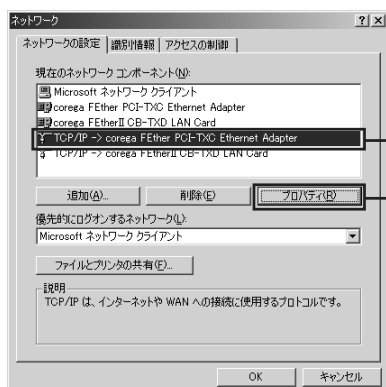 ネットワーク
ネットワークの設定 識別情報 アクセスの制御
現在のネットワーク コンポーネント(N):
Microsoft ネットワーク クライアント
corega FEther PCI-TXC Ethernet Adapter
corega FEtherII CB-TXD LAN Card
TCP/IP -> corega FEther PCI-TXC Ethernet Adapter
TCP/IP -> corega FEtherII CB-TXD LAN Card
追加(A)... 削除(E) プロパティ(R)
優先的にログオンするネットワーク(L):
Microsoft ネットワーク クライアント
ファイルとプリンタの共有(F)...
説明
TCP/IP は、インターネットや WAN への接続に使用するプロトコルです。
OK キャンセル